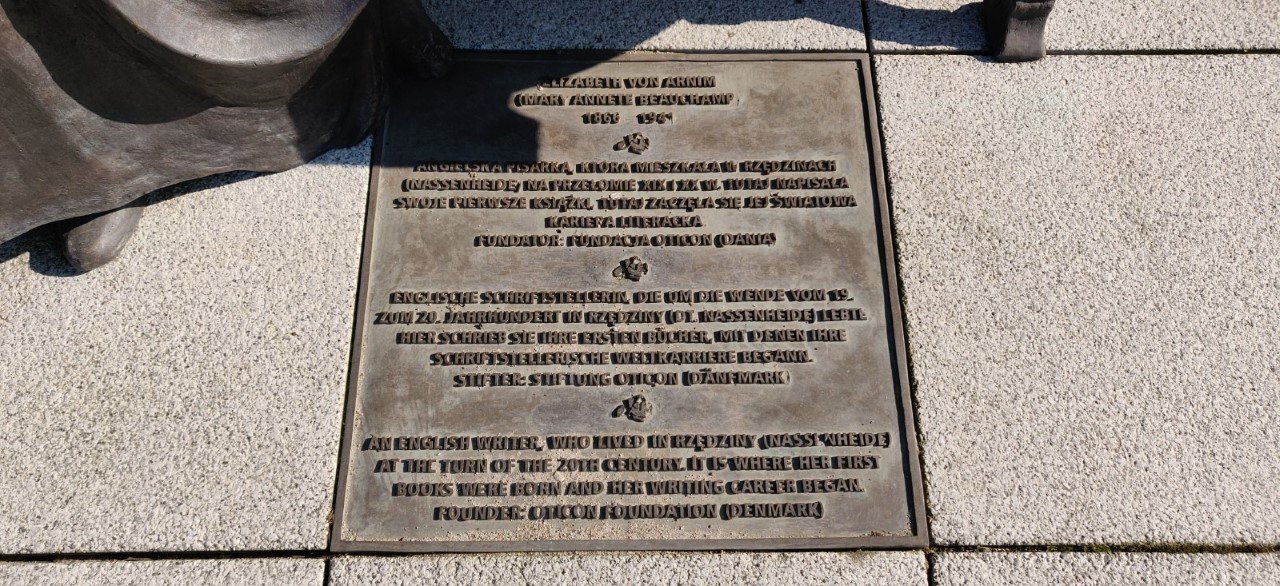 ELIZABETH VON ARNIM
(MARY ANNETE BEAUCHAMP)
1866 1941
ANGIELSKA PISARKA, KTÓRA MIESZKAŁA W RZĘDZINACH
(NASSENHEIDE) NA PRZEŁOMIE XIX I XX W. TUTAJ NAPISAŁA
SWOJE PIERWSZE KSIĄŻKI, TUTAJ ZACZĘŁA SIĘ JEJ ŚWIATOWA
KARIERA LITERACKA.
FUNDATOR: FUNDACJA OTICON (DANIA)
ENGLISCHE SCHRIFTSTELLERIN, DIE UM DIE WENDE VOM 19.
ZUM 20. JAHRHUNDERT IN RZĘDZINY (DT. NASSENHEIDE) LEBTE
HIER SCHRIEB SIE IHRE ERSTEN BÜCHER, MIT DENEN IHRE
SCHRIFTSTELLERISCHE WELTKARRIERE BEGANN.
STIFTER: STIFTUNG OTICON (DÄNEMARK)
AN ENGLISH WRITER, WHO LIVED IN RZĘDZINY (NASSENHEIDE)
AT THE TURN OF THE 20TH CENTURY. IT IS WHERE HER FIRST
BOOKS WERE BORN AND HER WRITING CAREER BEGAN.
FOUNDER: OTICON FOUNDATION (DENMARK)